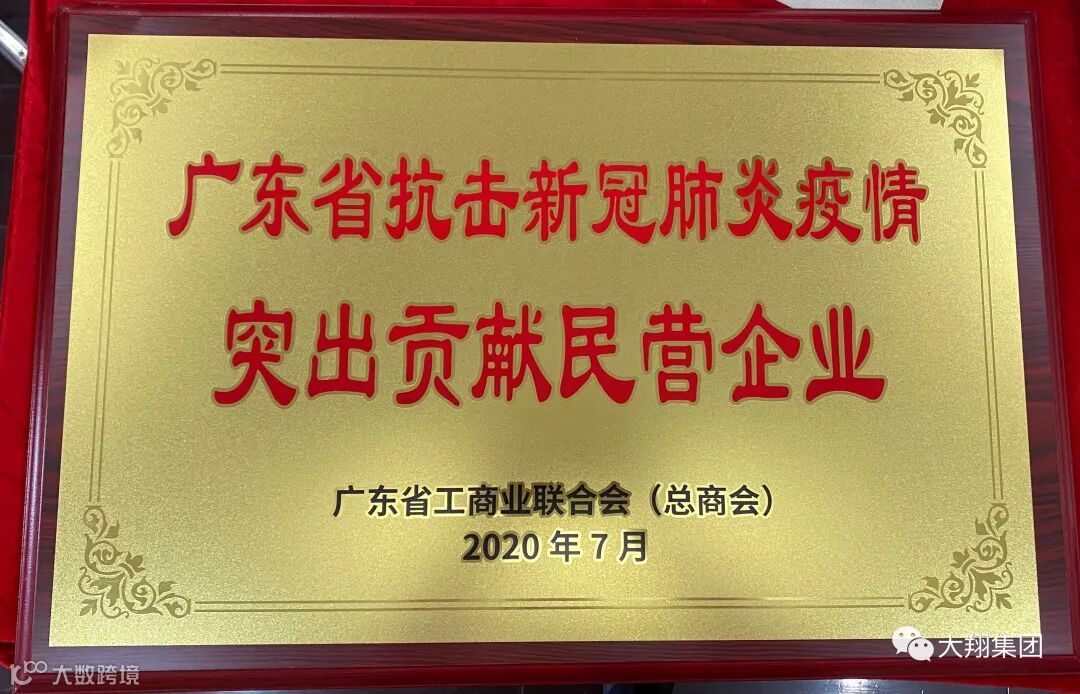 广东省抗击新冠肺炎疫情
突出贡献民营企业
广东省工商业联合会（总商会）
2020年7月
大翔集团
10100 大数跨境